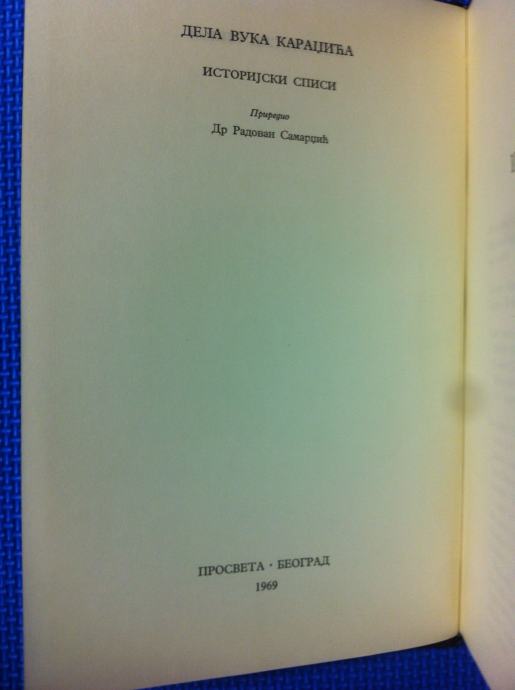 ДЕЛА ВУКА КАРАЏИЋА
ИСТОРИЈСКИ СПИСИ
Приредио
Др Радован Самарџић
ПРОСВЕТА · БЕОГРАД
1969